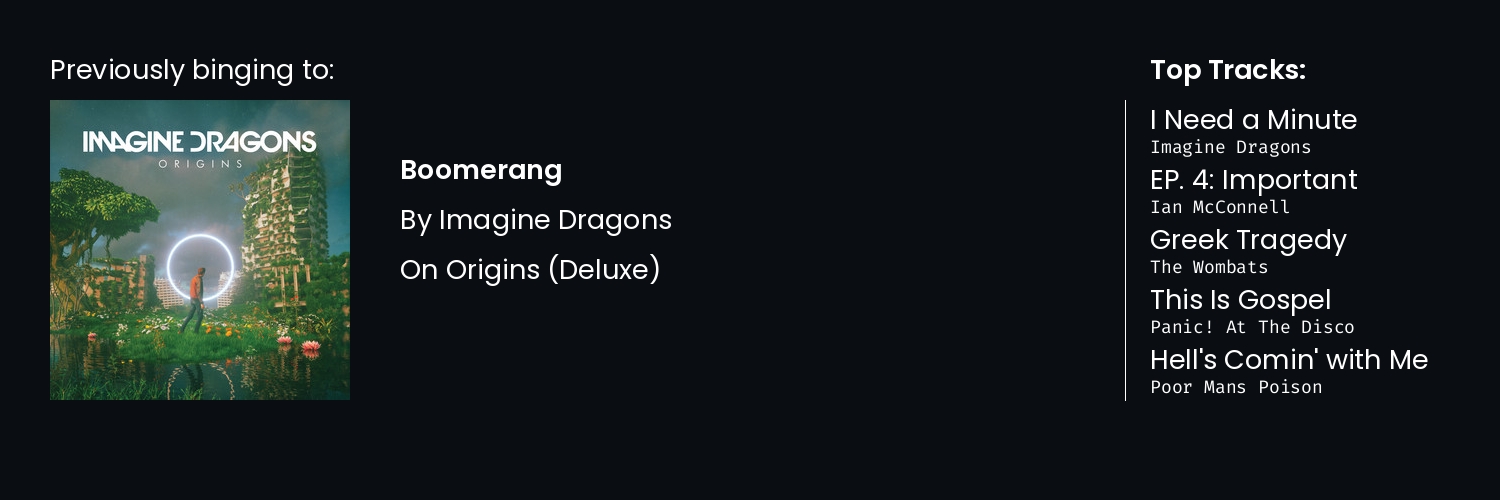 Previously binging to:
IMAGINE DRAGONS
ORIGINS
Boomerang
By Imagine Dragons
On Origins (Deluxe)
Top Tracks:
I Need a Minute
Imagine Dragons
EP. 4: Important
Ian McConnell
Greek Tragedy
The Wombats
This Is Gospel
Panic! At The Disco
Hell's Comin' with Me
Poor Mans Poison